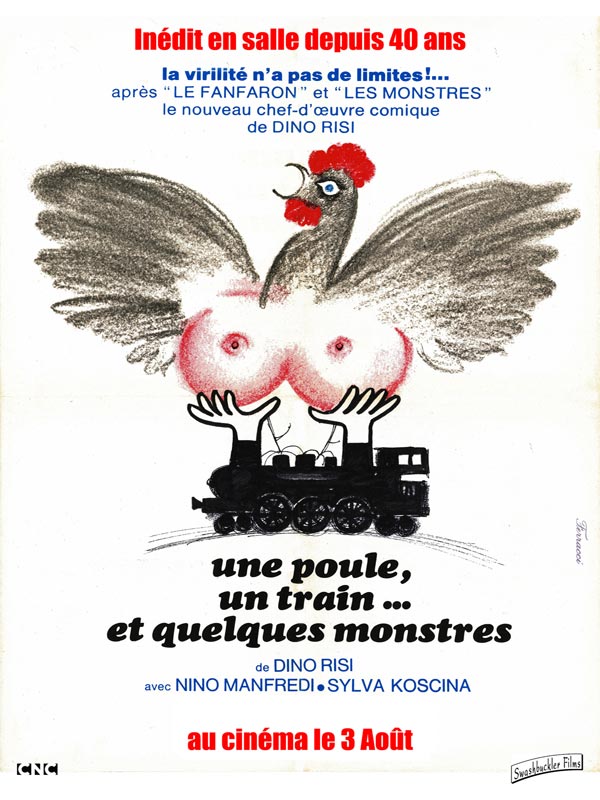 Inédit en salle depuis 40 ans
la virilité n'a pas de limites!...
après "LE FANFARON" et "LES MONSTRES"
le nouveau chef-d'œuvre comique
de DINO RISI
Ferracci
une poule,
un train...
et quelques monstres
de DINO RISI
avec NINO MANFREDI • SYLVA KOSCINA
au cinéma le 3 Août
CNC
Swashbuckler Films